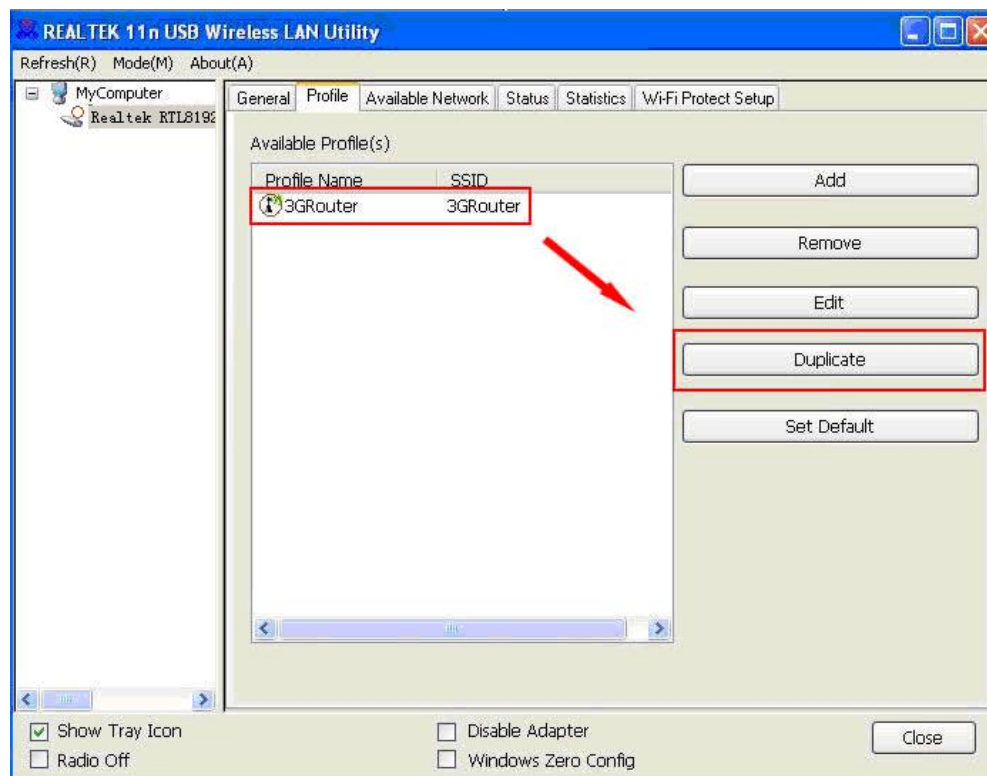 REALTEK 11n USB Wireless LAN Utility
Refresh(R) Mode(M) About(A)
MyComputer
Realtek RTL8192
General Profile Available Network Status Statistics Wi-Fi Protect Setup
Available Profile(s)
Profile Name SSID
3GRouter 3GRouter
Add
Remove
Edit
Duplicate
Set Default
Show Tray Icon
Radio Off
Disable Adapter
Windows Zero Config
Close